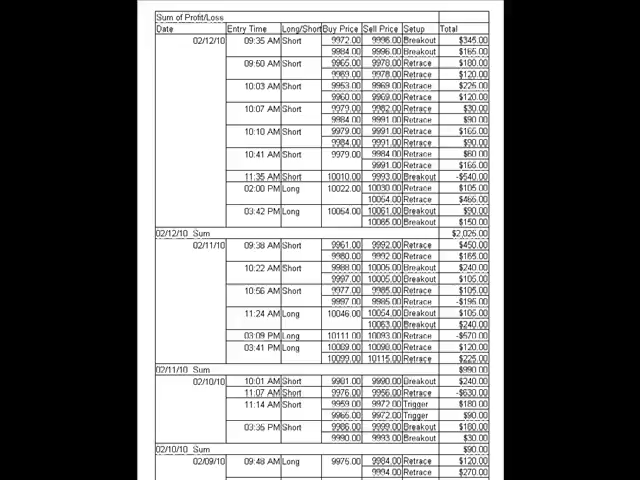 Sum of Profit/Loss
Date Entry Time Long/Short Buy Price Sell Price Setup Total
02/12/10 09:35 AM Short 9972.00 9996.00 Breakout $345.00
9984.00 9996.00 Breakout $165.00
09:50 AM Short 9965.00 9978.00 Retrace $180.00
9969.00 9978.00 Retrace $120.00
10:03 AM Short 9953.00 9969.00 Retrace $225.00
9960.00 9969.00 Retrace $120.00
10:07 AM Short 9979.00 9982.00 Retrace $30.00
9984.00 9991.00 Retrace $90.00
10:10 AM Short 9979.00 9991.00 Retrace $165.00
9984.00 9991.00 Retrace $90.00
10:41 AM Short 9979.00 9984.00 Retrace $60.00
9991.00 Retrace $165.00
11:35 AM Short 10010.00 9993.00 Breakout -$540.00
02:00 PM Long 10022.00 10030.00 Retrace $105.00
10054.00 Retrace $465.00
03:42 PM Long 10054.00 10061.00 Breakout $90.00
10065.00 Breakout $150.00
02/12/10 Sum $2,025.00
02/11/10 09:38 AM Short 9961.00 9992.00 Retrace $450.00
9980.00 9992.00 Retrace $165.00
10:22 AM Short 9988.00 10005.00 Breakout $240.00
9997.00 10005.00 Breakout $105.00
10:56 AM Short 9977.00 9985.00 Retrace $105.00
9997.00 9985.00 Retrace -$195.00
11:24 AM Long 10046.00 10054.00 Breakout $105.00
10063.00 Breakout $240.00
03:09 PM Long 10111.00 10093.00 Retrace -$570.00
03:41 PM Long 10089.00 10098.00 Retrace $120.00
10099.00 10115.00 Retrace $225.00
02/11/10 Sum $990.00
02/10/10 10:01 AM Short 9981.00 9990.00 Breakout $240.00
11:07 AM Short 9976.00 9956.00 Retrace -$630.00
11:14 AM Short 9959.00 9972.00 Trigger $180.00
9965.00 9972.00 Trigger $90.00
03:35 PM Short 9986.00 9999.00 Breakout $180.00
9990.00 9993.00 Breakout $30.00
02/10/10 Sum $90.00
02/09/10 09:48 AM Long 9975.00 9984.00 Retrace $120.00
9994.00 Retrace $270.00